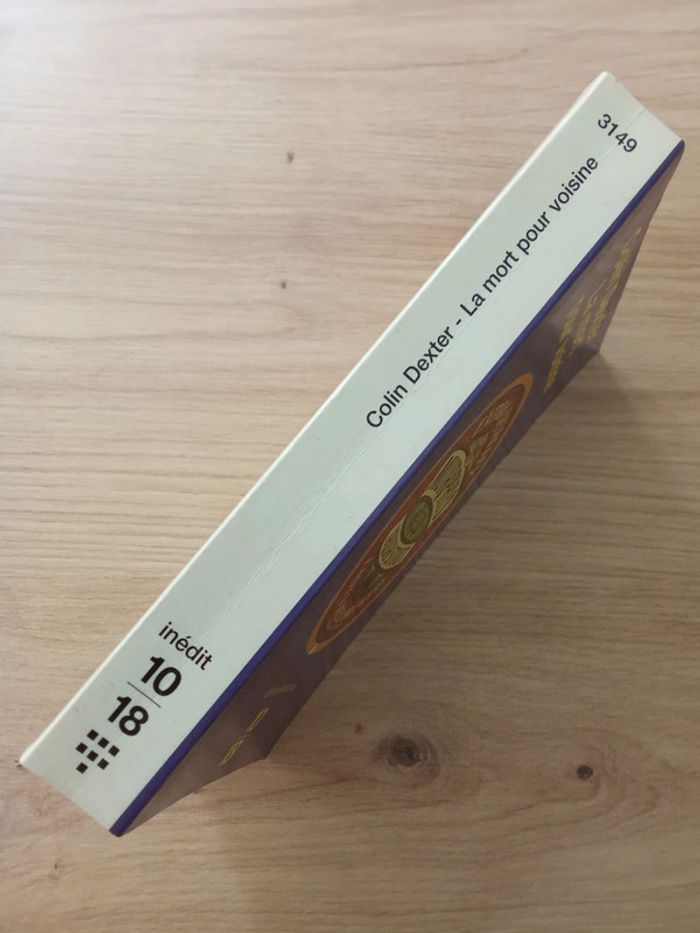 3149
Colin Dexter - La mort pour voisine
inédit
10
18